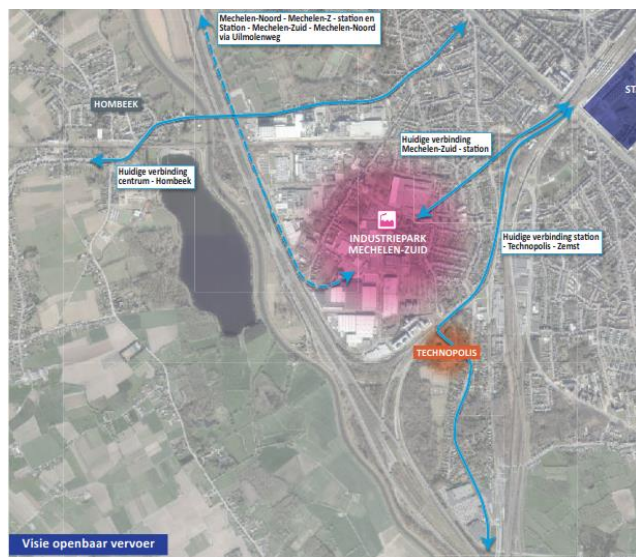 Mechelen-Noord - Mechelen-Z - station en
Station - Mechelen-Zuid - Mechelen-Noord
via Uilmolenweg
ST
HOMBEEK
Huidige verbinding
Mechelen-Zuid - station
Huidige verbinding
centrum - Hombeek
INDUSTRIEPARK
MECHELEN-ZUID
Huidige verbinding station
- Technopolis - Zemst
TECHNOPOLIS
Visie openbaar vervoer